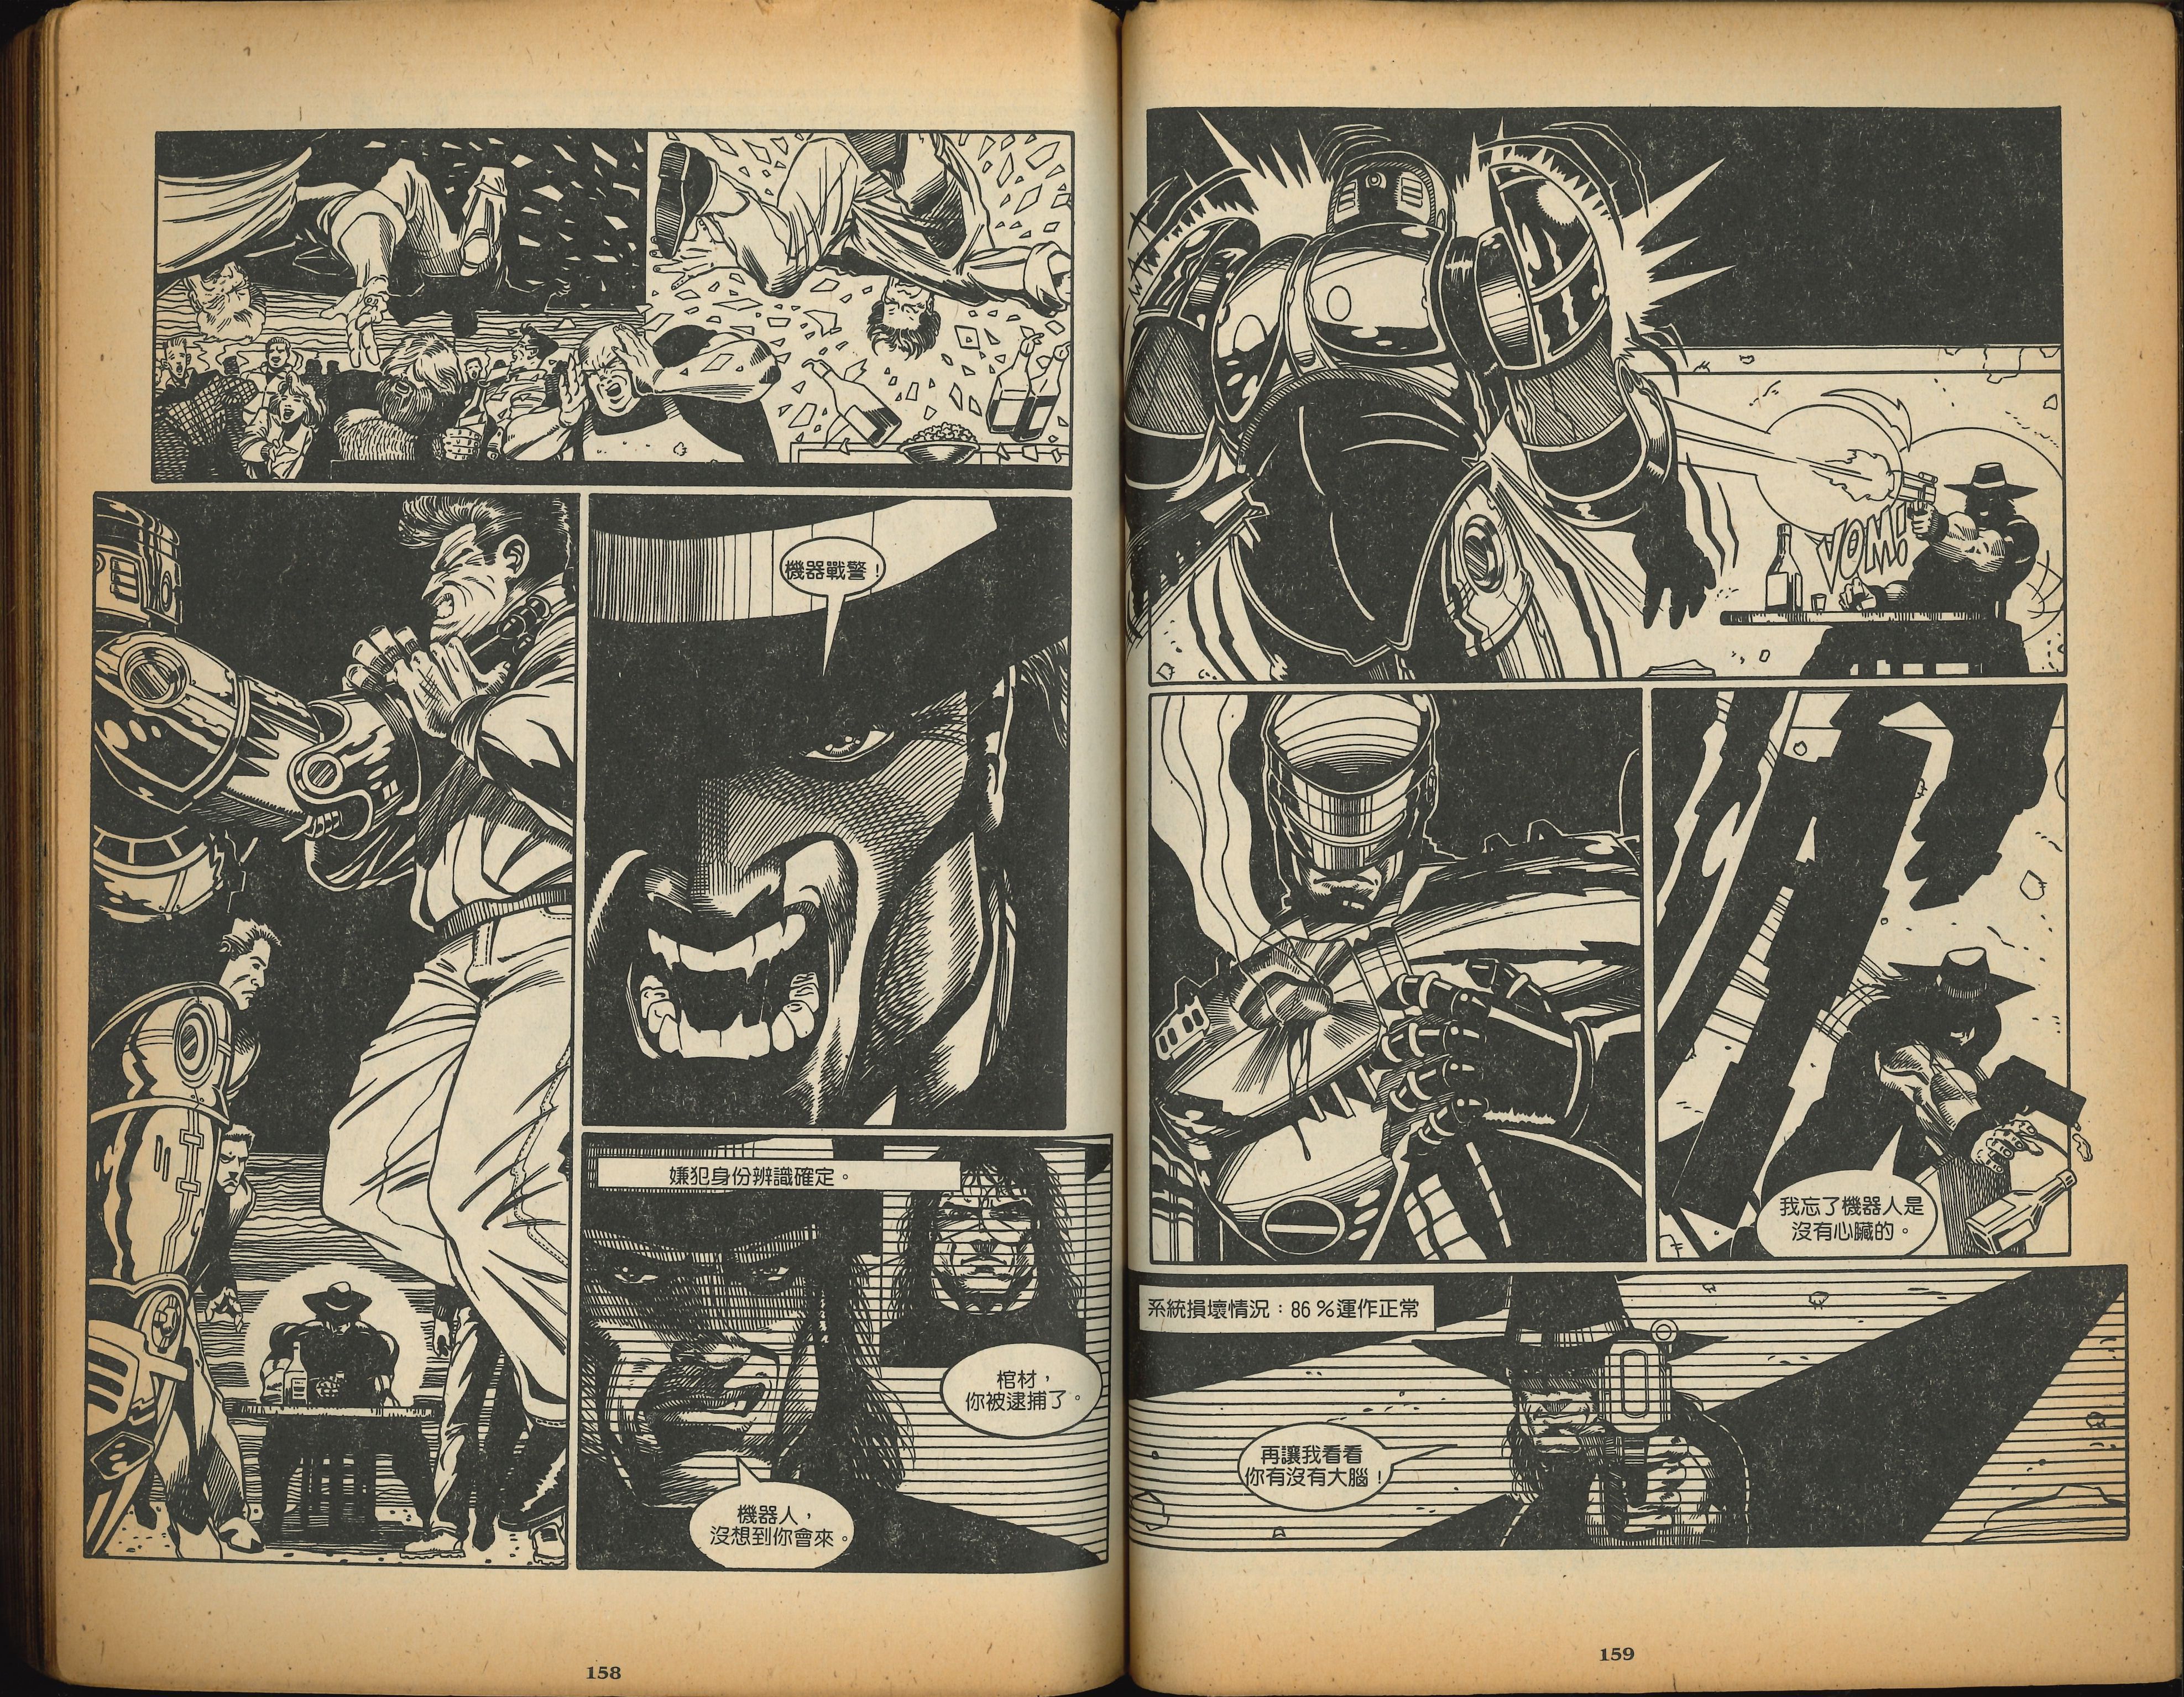 機器戰警！
嫌犯身份辨識確定。
棺材，
你被逮捕了。
機器人，
沒想到你會來。
158
VOM!
我忘了機器人是
沒有心臟的。
系統損壞情況：86％運作正常
再讓我看看
你有沒有大腦！
159